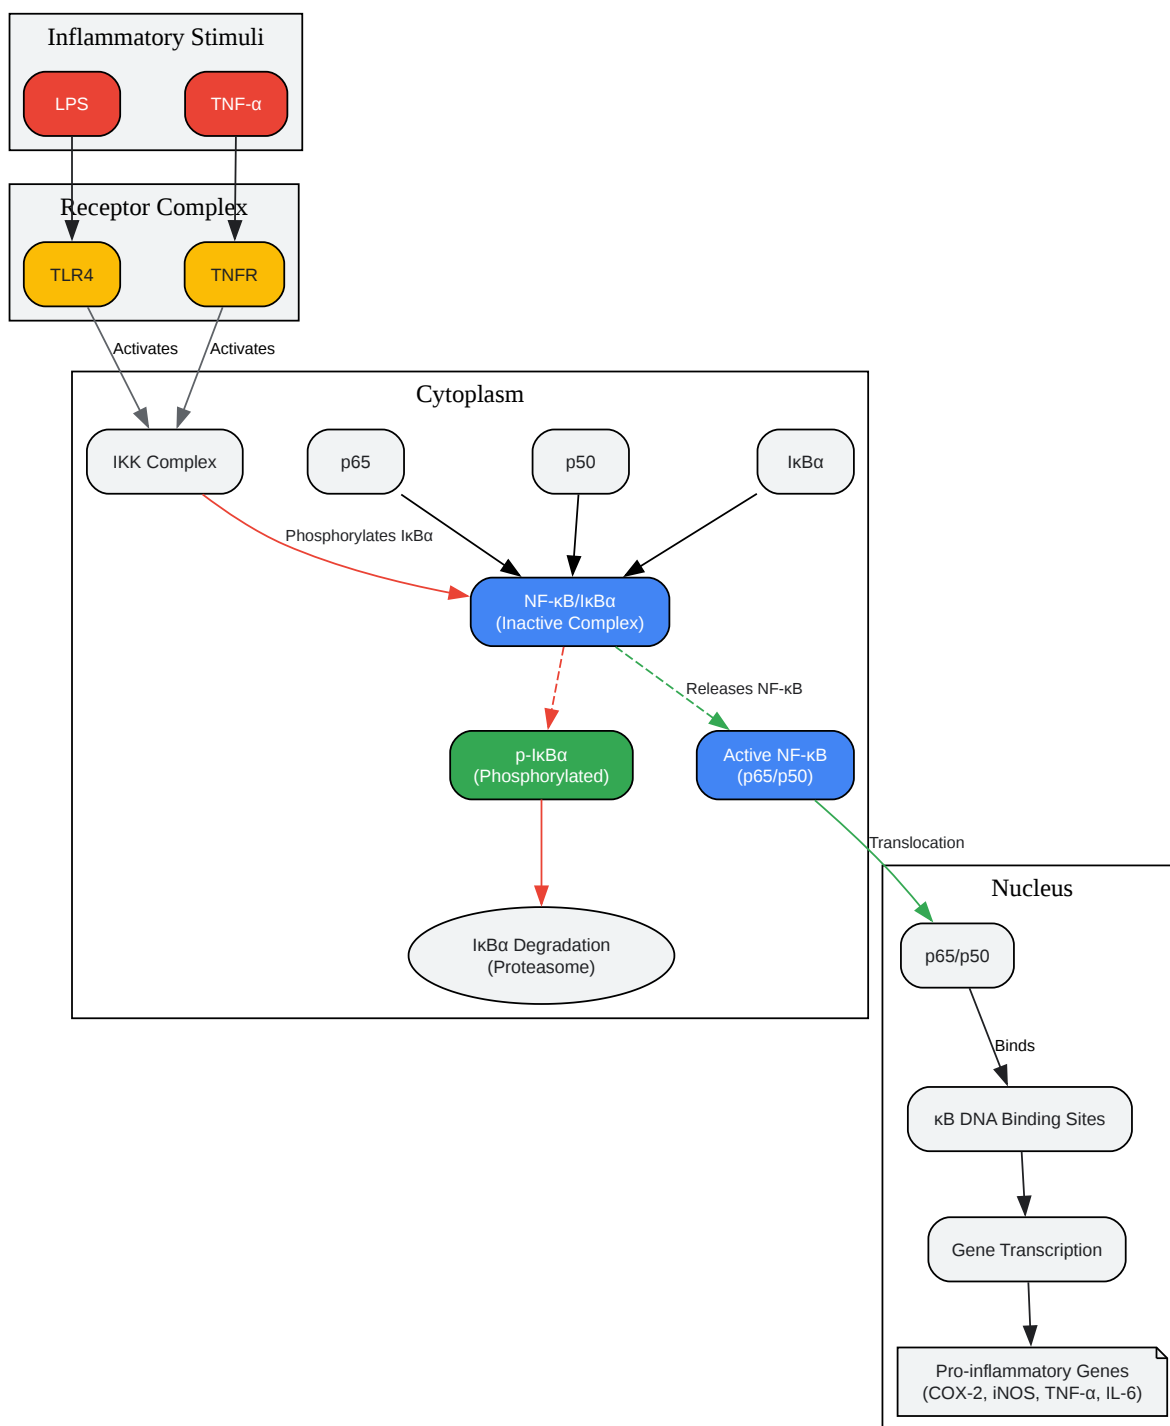 Inflammatory Stimuli
LPS
TNF-α
Receptor Complex
TLR4
TNFR
Activates
Activates
Cytoplasm
IKK Complex
p65
p50
IκBα
Phosphorylates IκBα
NF-κB/IκBα
(Inactive Complex)
Releases NF-κB
p-IκBα
(Phosphorylated)
Active NF-κB
(p65/p50)
Translocation
Nucleus
IκBα Degradation
(Proteasome)
p65/p50
Binds
κB DNA Binding Sites
Gene Transcription
Pro-inflammatory Genes
(COX-2, iNOS, TNF-α, IL-6)